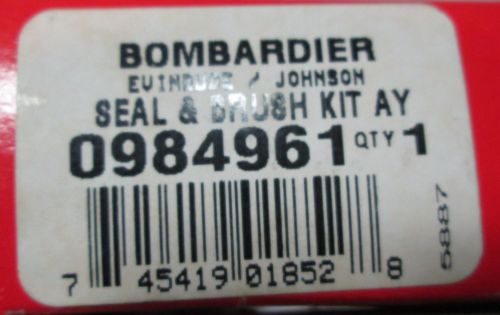 BOMBARDIER
EVINRUDE / JOHNSON
SEAL & BRUSH KIT AY
0984961 QTY 1
7 45419 01852 8
5887